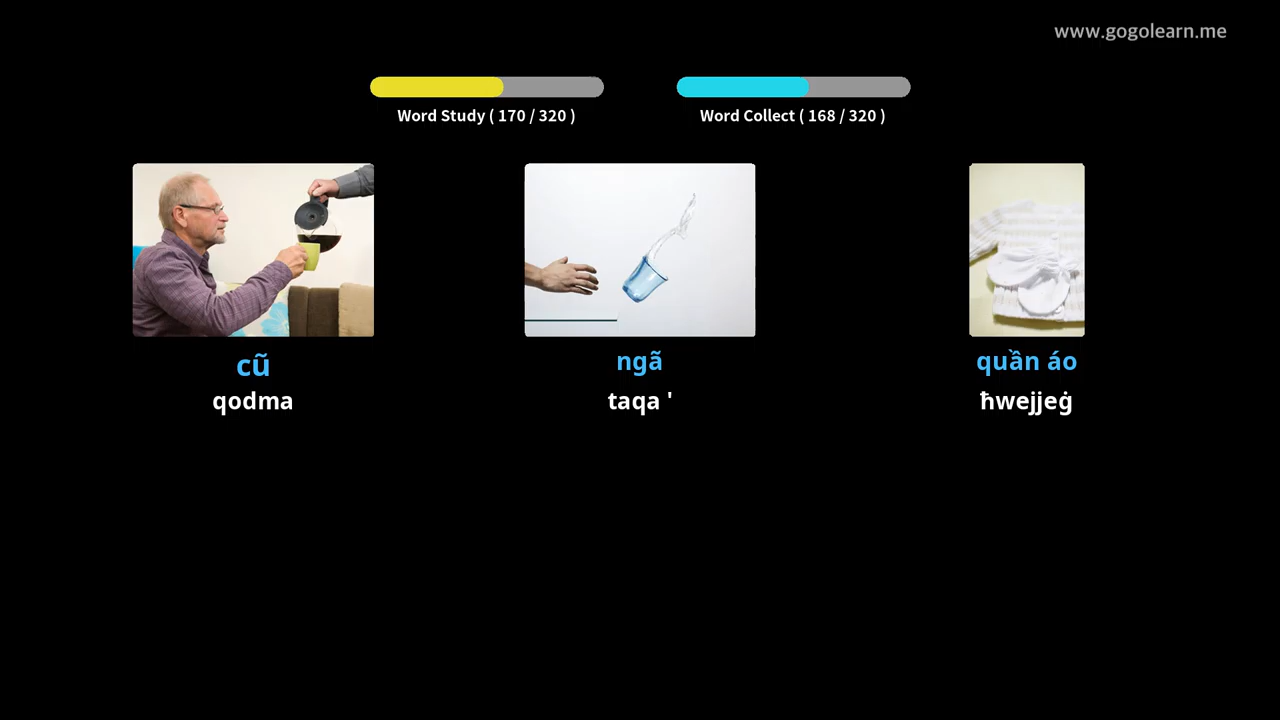 www.gogolearn.me
Word Study ( 170 / 320 )
Word Collect ( 168 / 320 )
cũ
ngã
quần áo
qodma
taqa '
ħwejjeġ